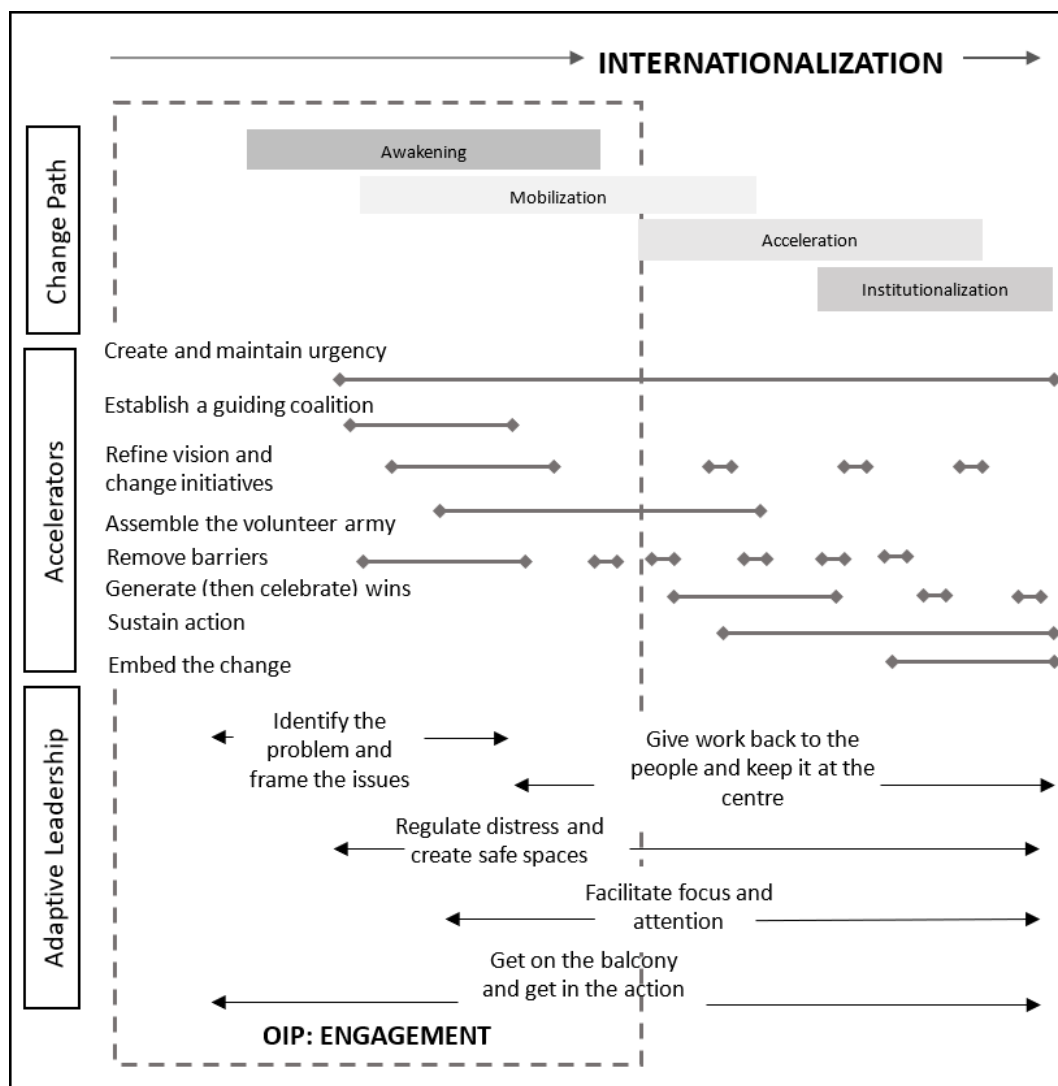 INTERNATIONALIZATION
Change Path
Awakening
Mobilization
Acceleration
Institutionalization
Accelerators
Create and maintain urgency
Establish a guiding coalition
Refine vision and
change initiatives
Assemble the volunteer army
Remove barriers
Generate (then celebrate) wins
Sustain action
Embed the change
Adaptive Leadership
Identify the
problem and
frame the issues
Give work back to the
people and keep it at the
centre
Regulate distress and
create safe spaces
Facilitate focus and
attention
Get on the balcony
and get in the action
OIP: ENGAGEMENT